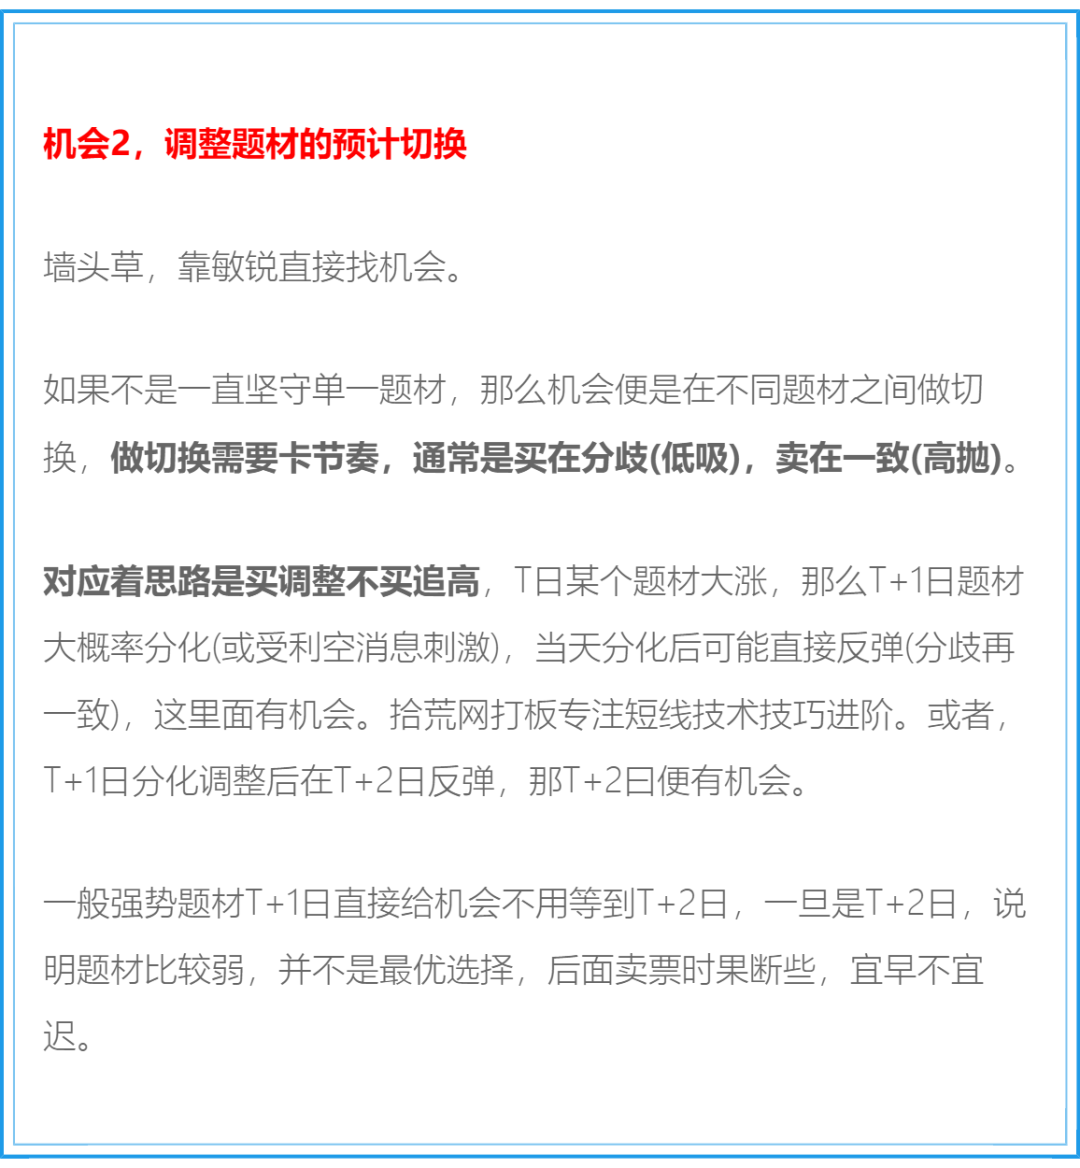 机会2，调整题材的预计切换
墙头草，靠敏锐直接找机会。
如果不是一直坚守单一题材，那么机会便是在不同题材之间做切
换，做切换需要卡节奏，通常是买在分歧(低吸)，卖在一致(高抛)。
对应着思路是买调整不买追高，T日某个题材大涨，那么T+1日题材
大概率分化(或受利空消息刺激)，当天分化后可能直接反弹(分歧再
一致)，这里面有机会。拾荒网打板专注短线技术技巧进阶。或者，
T+1日分化调整后在T+2日反弹，那T+2曰便有机会。
一般强势题材T+1日直接给机会不用等到T+2日，一旦是T+2日，说
明题材比较弱，并不是最优选择，后面卖票时果断些，宜早不宜
迟。